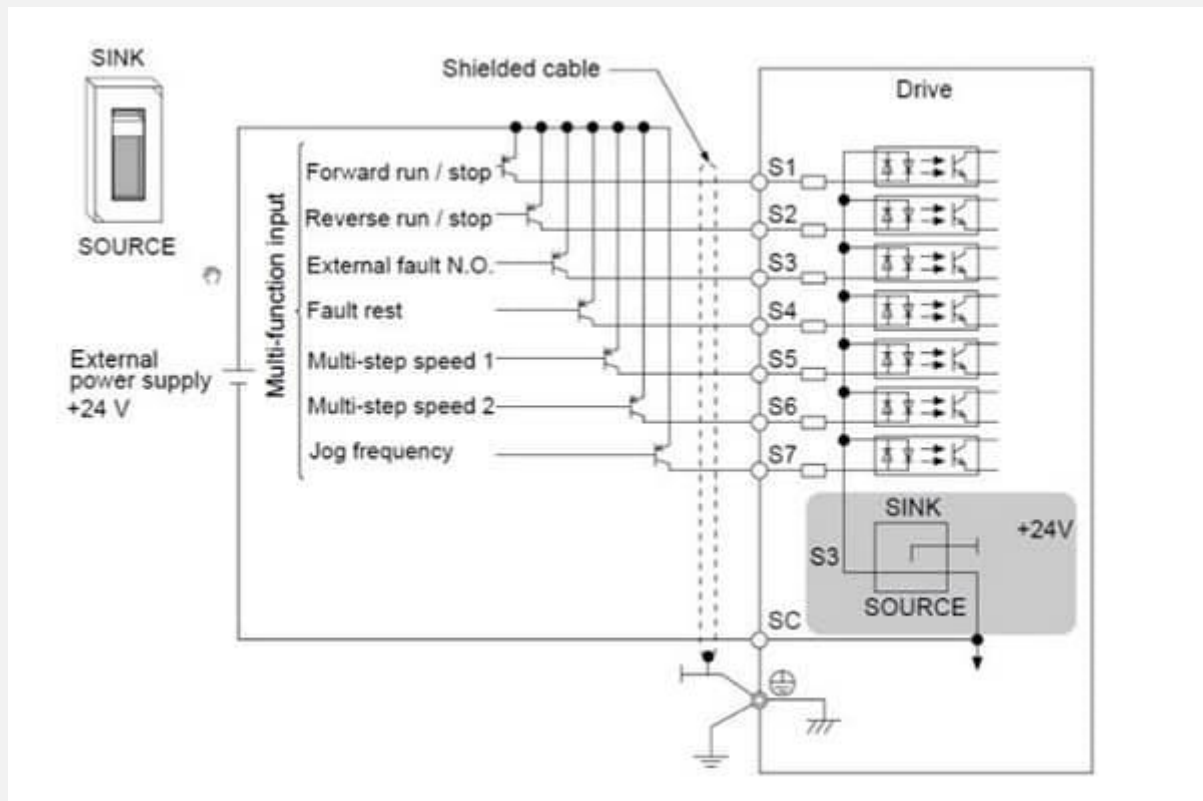 SINK
SOURCE
Shielded cable
Drive
Multi-function input
Forward run / stop
Reverse run / stop
External fault N.O.
Fault rest
Multi-step speed 1
Multi-step speed 2
Jog frequency
External
power supply
+24 V
S1
S2
S3
S4
S5
S6
S7
SINK
+24V
S3
SOURCE
SC